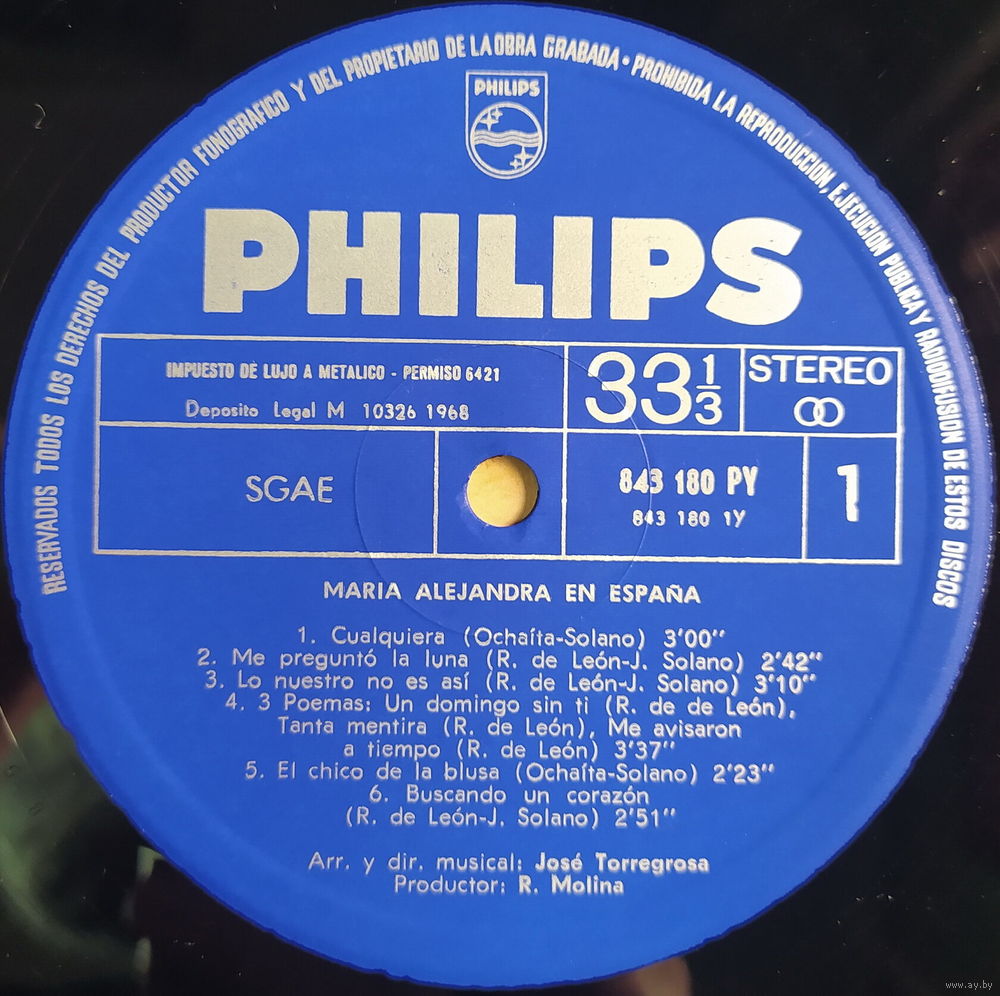 RESERVADOS TODOS LOS DERECHOS DEL PRODUCTOR FONOGRAFICO Y DEL PROPIETARIO DE LA OBRA GRABADA • PROHIBIDA LA REPRODUCCION, EJECUCION PUBLICA Y RADIODIFUSION DE ESTOS DISCOS
PHILIPS
PHILIPS
IMPUESTO DE LUJO A METALICO - PERMISO 6421
Deposito Legal M 10326 1968
33 1/3
STEREO
SGAE
843 180 PY
843 180 1Y
1
MARIA ALEJANDRA EN ESPAÑA
1. Cualquiera (Ochaíta-Solano) 3'00"
2. Me preguntó la luna (R. de León-J. Solano) 2'42"
3. Lo nuestro no es así (R. de León-J. Solano) 3'10"
4. 3 Poemas: Un domingo sin ti (R. de de León),
Tanta mentira (R. de León), Me avisaron
a tiempo (R. de León) 3'37"
5. El chico de la blusa (Ochaíta-Solano) 2'23"
6. Buscando un corazón
(R. de León-J. Solano) 2'51"
Arr. y dir. musical: José Torregrosa
Productor: R. Molina
www.ay.by